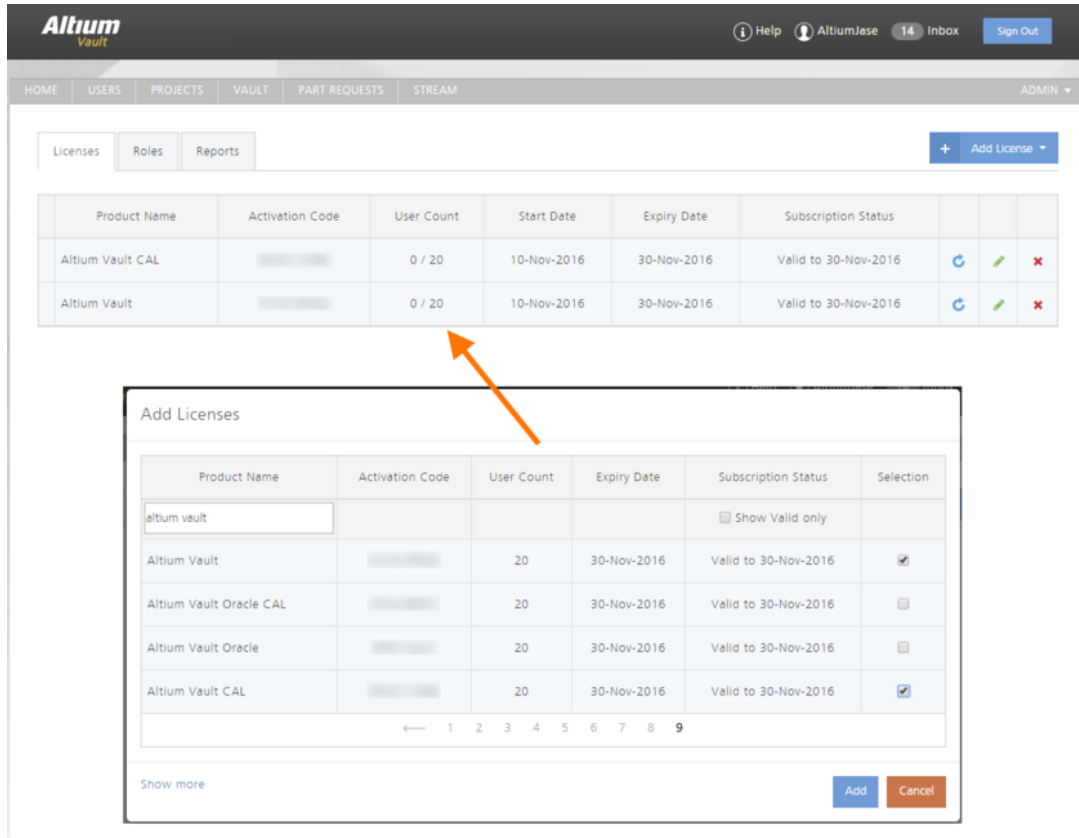 Altium
Vault
Help AltiumJase 14 Inbox Sign Out
HOME USERS PROJECTS VAULT PART REQUESTS STREAM ADMIN
Licenses Roles Reports + Add License
Product Name Activation Code User Count Start Date Expiry Date Subscription Status
Altium Vault CAL 0 / 20 10-Nov-2016 30-Nov-2016 Valid to 30-Nov-2016
Altium Vault 0 / 20 10-Nov-2016 30-Nov-2016 Valid to 30-Nov-2016
Add Licenses
Product Name Activation Code User Count Expiry Date Subscription Status Selection
altium vault Show Valid only
Altium Vault 20 30-Nov-2016 Valid to 30-Nov-2016
Altium Vault Oracle CAL 20 30-Nov-2016 Valid to 30-Nov-2016
Altium Vault Oracle 20 30-Nov-2016 Valid to 30-Nov-2016
Altium Vault CAL 20 30-Nov-2016 Valid to 30-Nov-2016
← 1 2 3 4 5 6 7 8 9
Show more Add Cancel